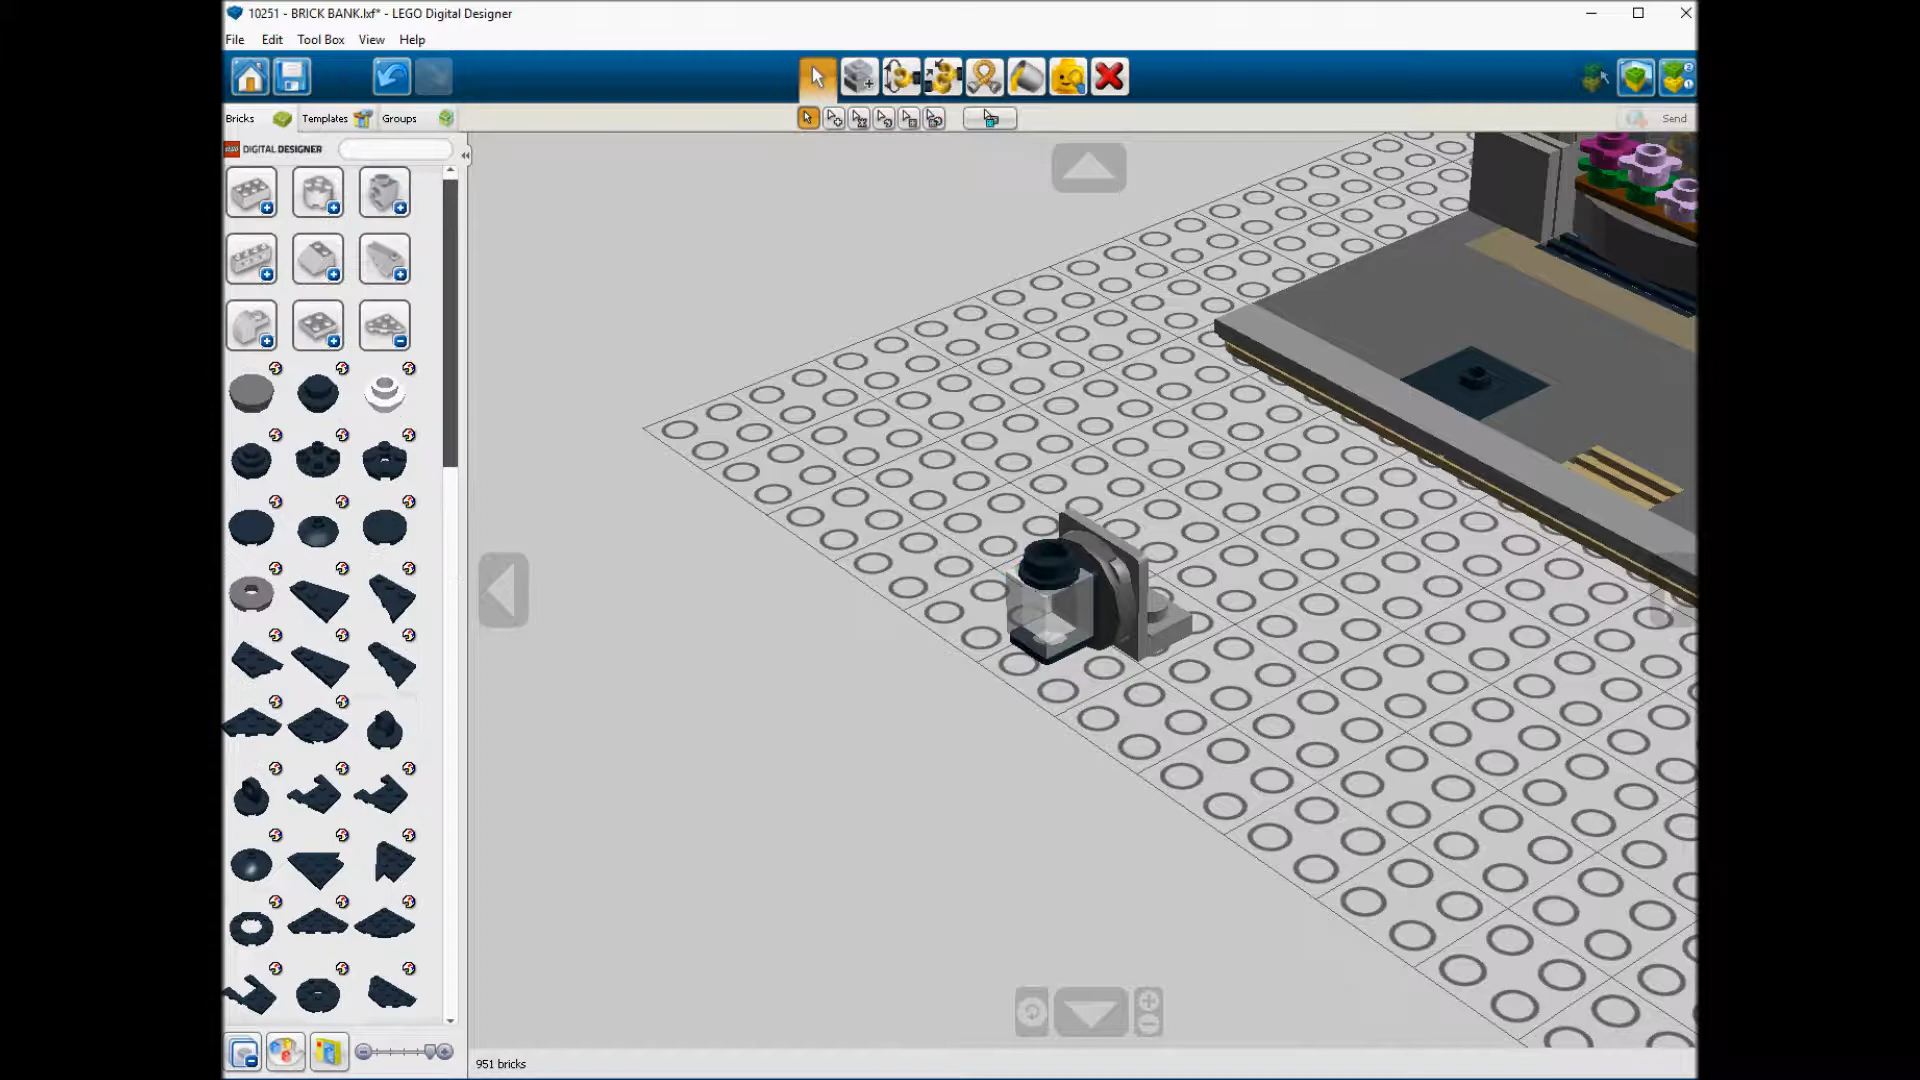 10251 - BRICK BANK.lxf* - LEGO Digital Designer
File Edit Tool Box View Help
Bricks Templates Groups
Send
LEGO DIGITAL DESIGNER
951 bricks